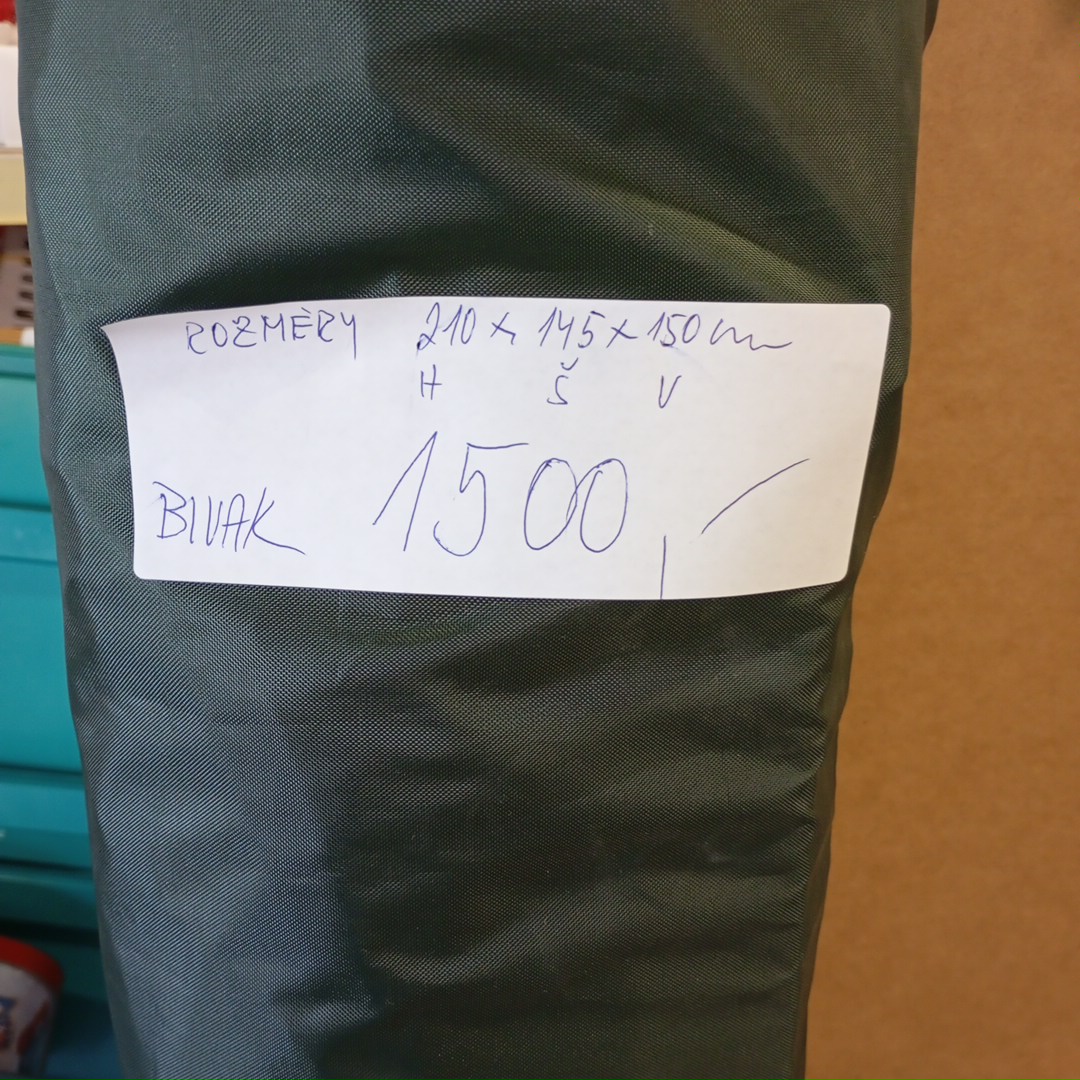 ROZMĚRY 210 x 145 x 150 cm
H Š V
BIVAK 1500,-